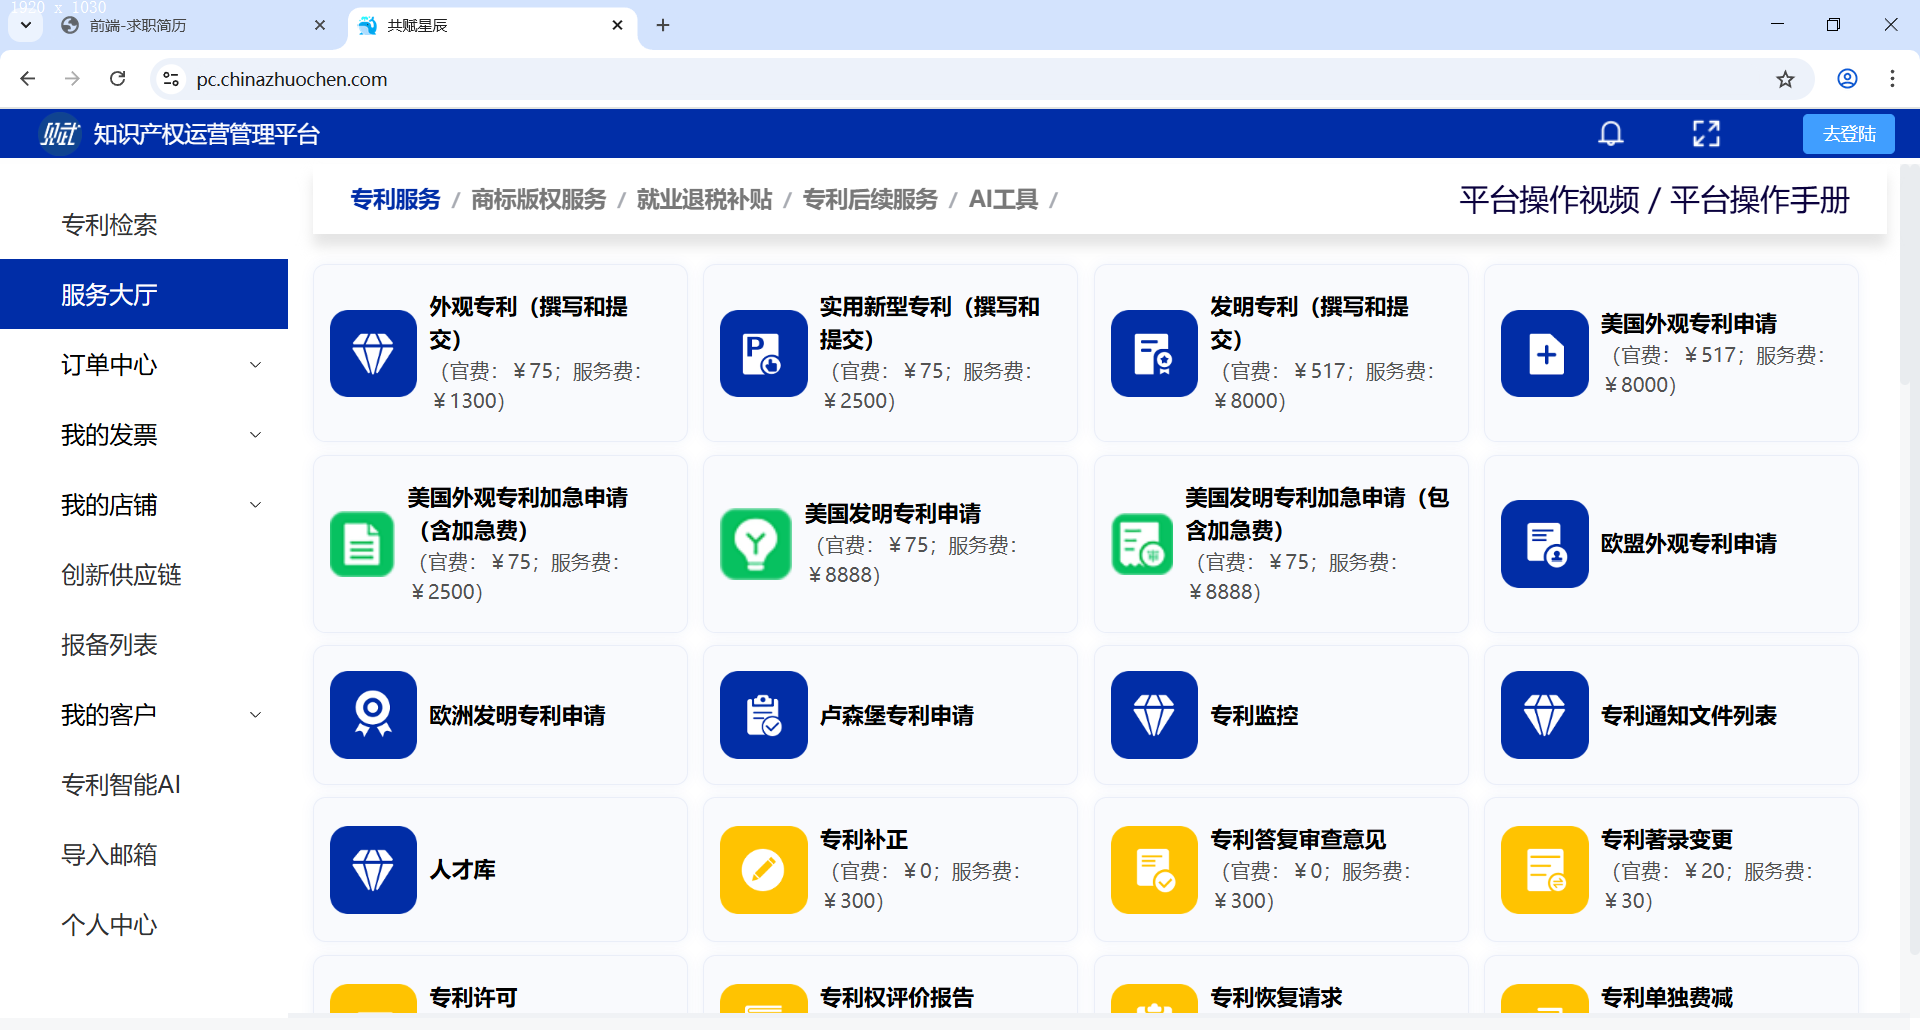 1920 x 1030
前端-求职简历
共赋星辰
pc.chinazhuochen.com
赋 知识产权运营管理平台
去登陆
专利检索
服务大厅
订单中心
我的发票
我的店铺
创新供应链
报备列表
我的客户
专利智能AI
导入邮箱
个人中心
专利服务 / 商标版权服务 / 就业退税补贴 / 专利后续服务 / AI工具 /
平台操作视频 / 平台操作手册
外观专利（撰写和提
交）
（官费：￥75；服务费：
￥1300）
实用新型专利（撰写和
提交）
（官费：￥75；服务费：
￥2500）
发明专利（撰写和提
交）
（官费：￥517；服务费：
￥8000）
美国外观专利申请
（官费：￥517；服务费：
￥8000）
美国外观专利加急申请
（含加急费）
（官费：￥75；服务费：
￥2500）
美国发明专利申请
（官费：￥75；服务费：
￥8888）
美国发明专利加急申请（包
含加急费）
（官费：￥75；服务费：
￥8888）
欧盟外观专利申请
欧洲发明专利申请
卢森堡专利申请
专利监控
专利通知文件列表
人才库
专利补正
（官费：￥0；服务费：
￥300）
专利答复审查意见
（官费：￥0；服务费：
￥300）
专利著录变更
（官费：￥20；服务费：
￥30）
专利许可
专利权评价报告
专利恢复请求
专利单独费减